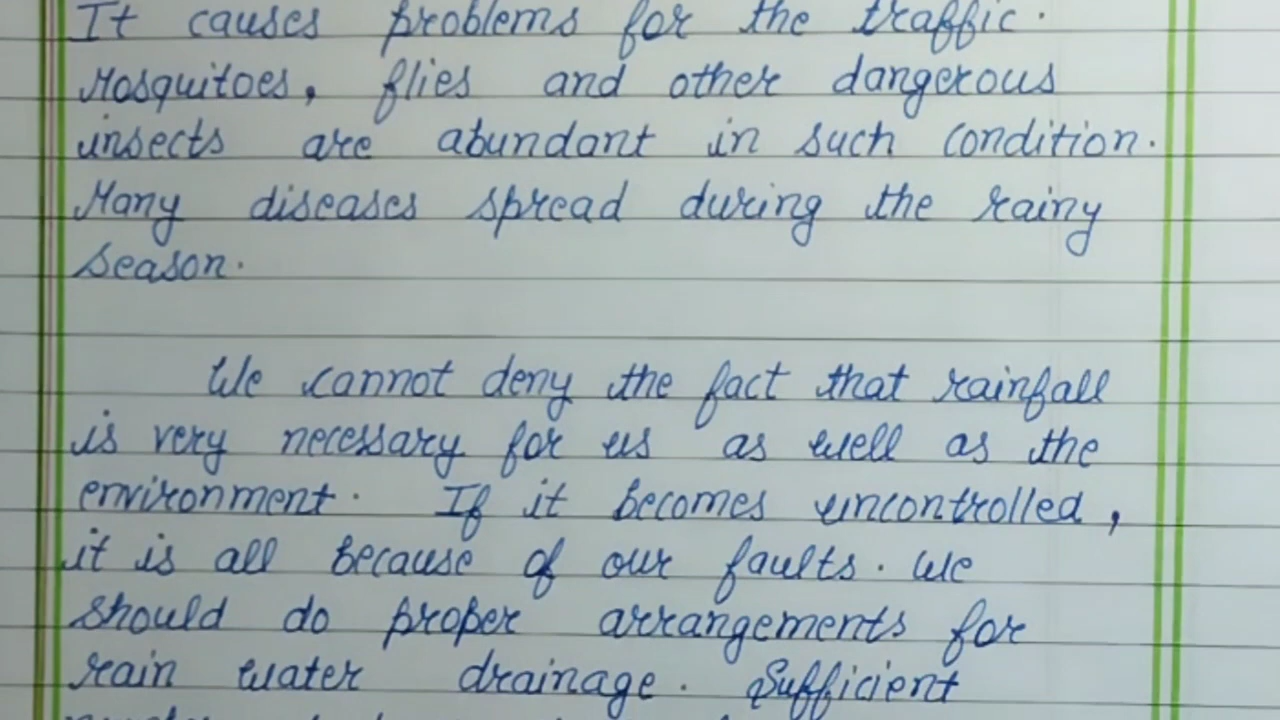 It causes problems for the traffic.
Mosquitoes, flies and other dangerous
insects are abundant in such condition.
Many diseases spread during the rainy
season.
We cannot deny the fact that rainfall
is very necessary for us as well as the
environment. If it becomes uncontrolled,
it is all because of our faults. We
should do proper arrangements for
rain water drainage. Sufficient